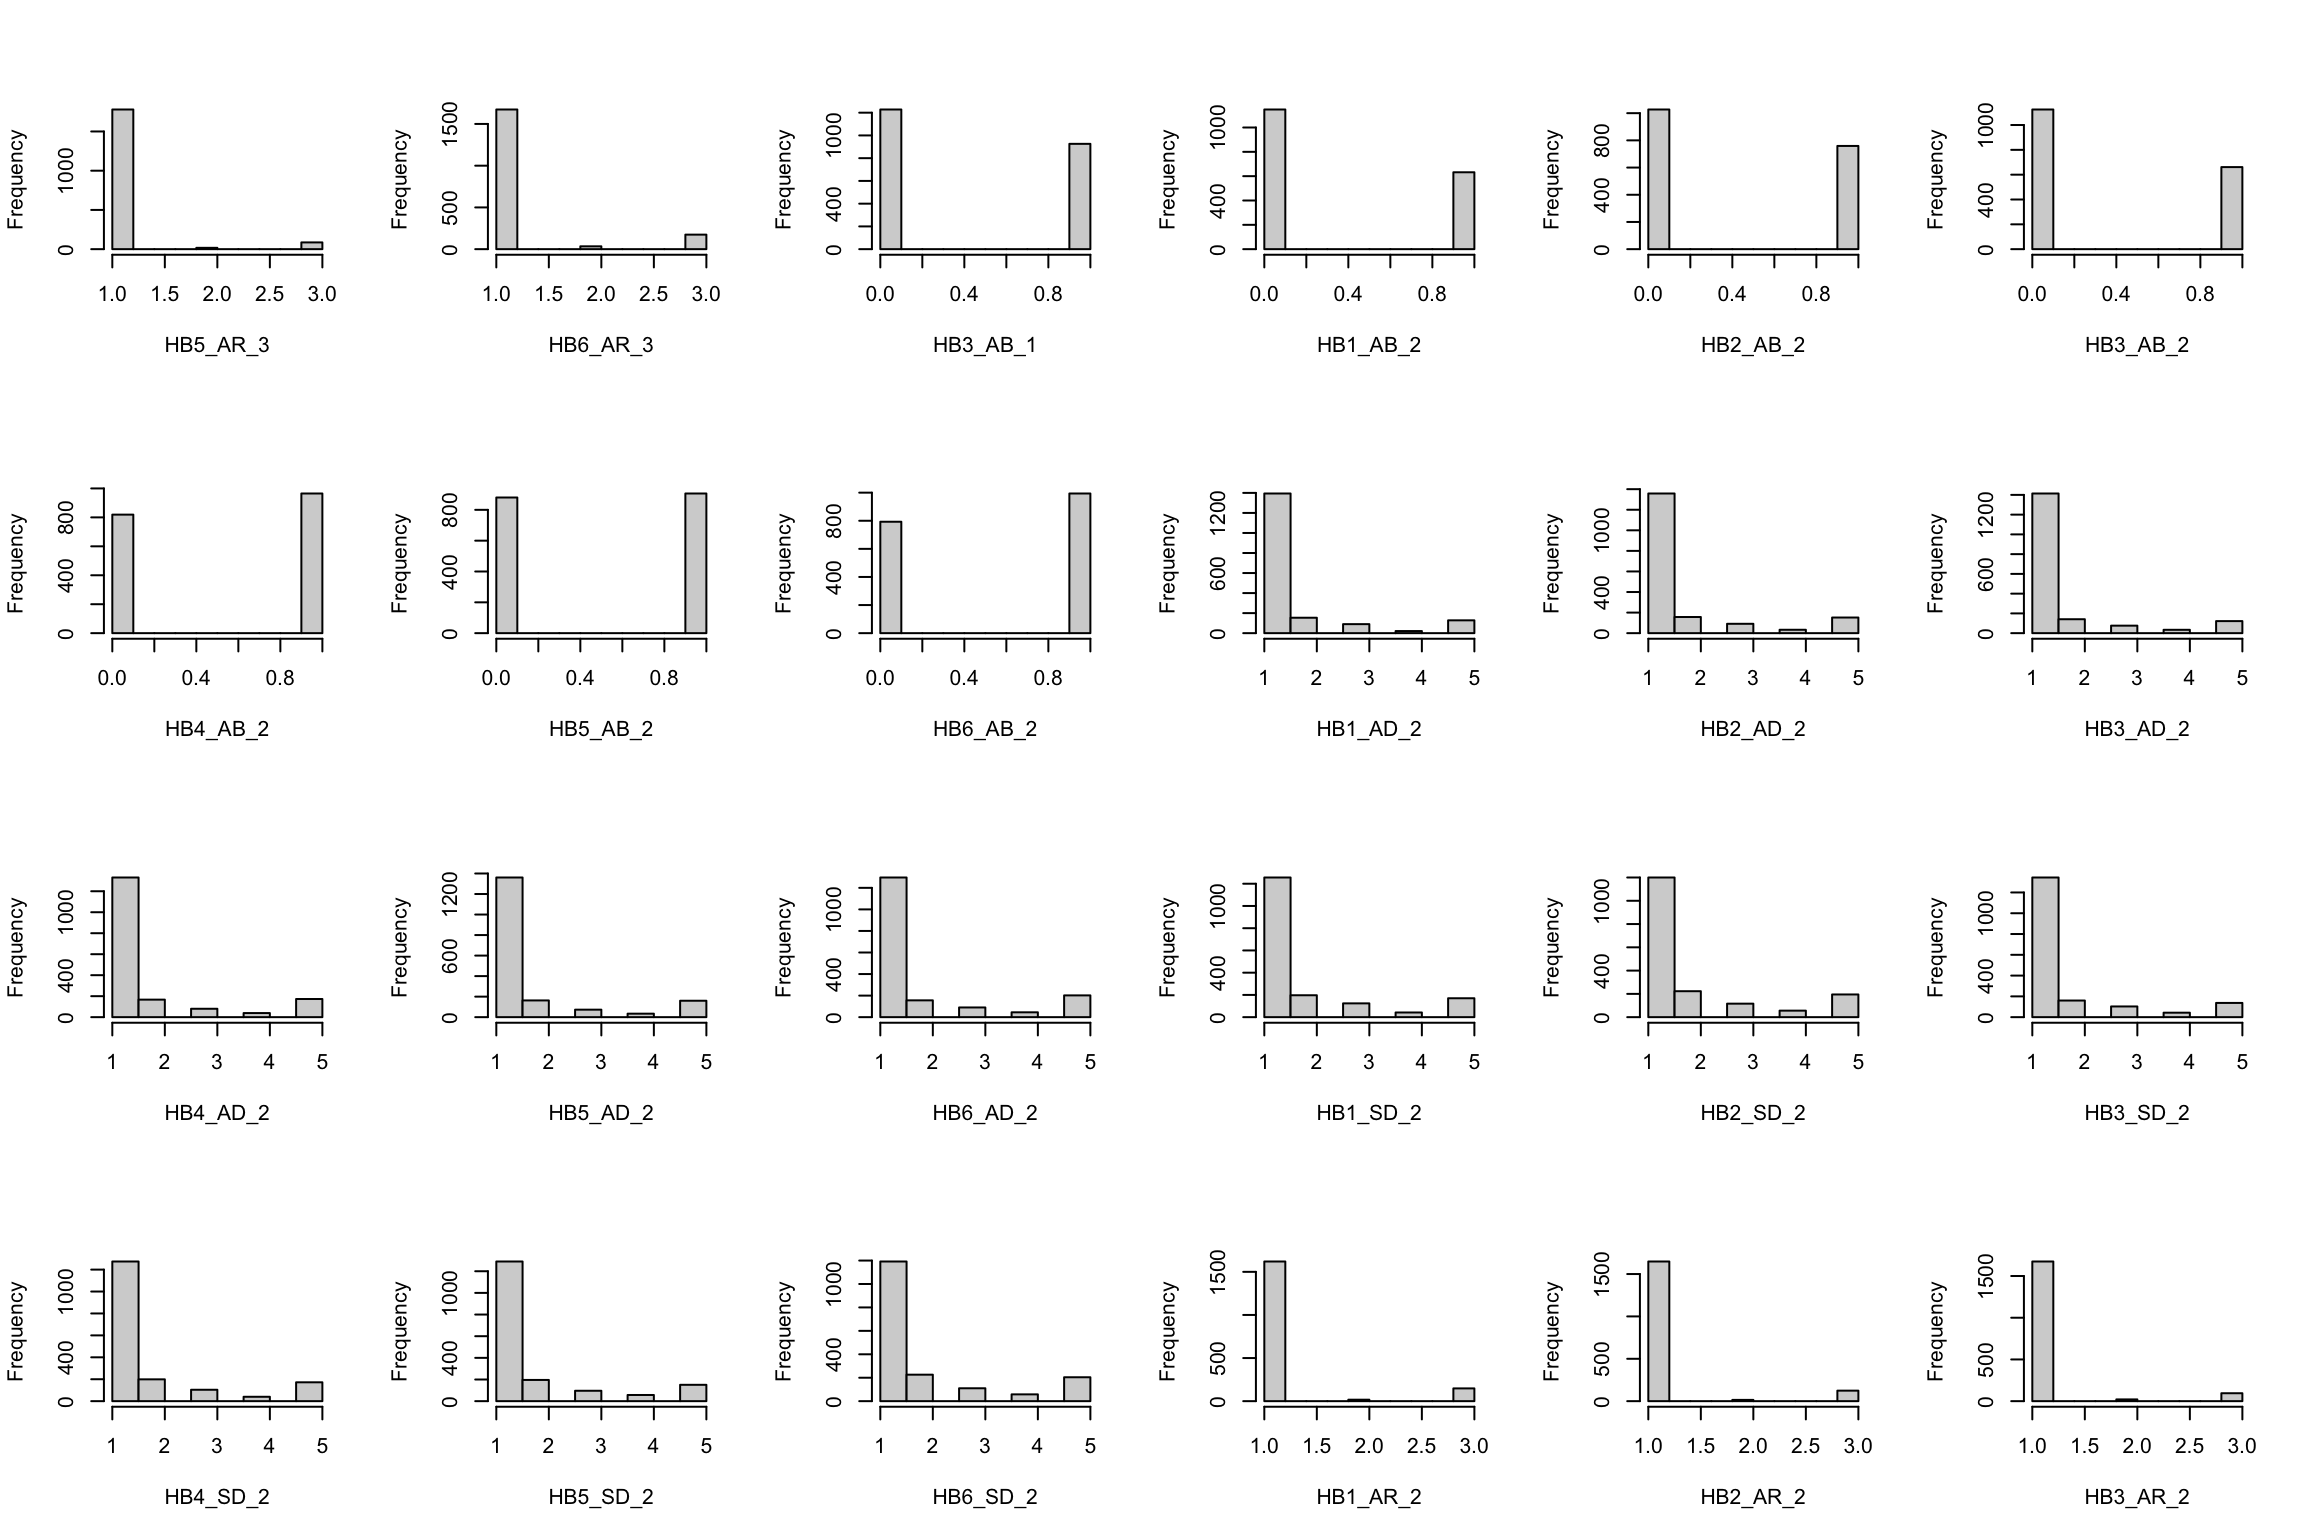 Frequency
0 1000
1.0 1.5 2.0 2.5 3.0
HB5_AR_3
Frequency
0 500 1500
1.0 1.5 2.0 2.5 3.0
HB6_AR_3
Frequency
0 400 1000
0.0 0.4 0.8
HB3_AB_1
Frequency
0 400 1000
0.0 0.4 0.8
HB1_AB_2
Frequency
0 400 800
0.0 0.4 0.8
HB2_AB_2
Frequency
0 400 1000
0.0 0.4 0.8
HB3_AB_2
Frequency
0 400 800
0.0 0.4 0.8
HB4_AB_2
Frequency
0 400 800
0.0 0.4 0.8
HB5_AB_2
Frequency
0 400 800
0.0 0.4 0.8
HB6_AB_2
Frequency
0 600 1200
1 2 3 4 5
HB1_AD_2
Frequency
0 400 1000
1 2 3 4 5
HB2_AD_2
Frequency
0 600 1200
1 2 3 4 5
HB3_AD_2
Frequency
0 400 1000
1 2 3 4 5
HB4_AD_2
Frequency
0 600 1200
1 2 3 4 5
HB5_AD_2
Frequency
0 400 1000
1 2 3 4 5
HB6_AD_2
Frequency
0 400 1000
1 2 3 4 5
HB1_SD_2
Frequency
0 400 1000
1 2 3 4 5
HB2_SD_2
Frequency
0 400 1000
1 2 3 4 5
HB3_SD_2
Frequency
0 400 1000
1 2 3 4 5
HB4_SD_2
Frequency
0 400 1000
1 2 3 4 5
HB5_SD_2
Frequency
0 400 1000
1 2 3 4 5
HB6_SD_2
Frequency
0 500 1500
1.0 1.5 2.0 2.5 3.0
HB1_AR_2
Frequency
0 500 1500
1.0 1.5 2.0 2.5 3.0
HB2_AR_2
Frequency
0 500 1500
1.0 1.5 2.0 2.5 3.0
HB3_AR_2